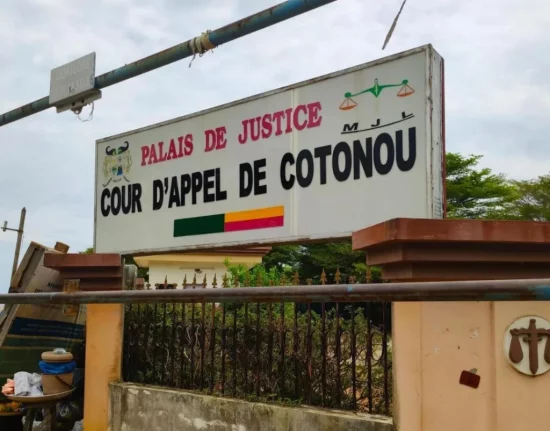 PALAIS DE JUSTICE
MJL
COUR D'APPEL DE COTONOU